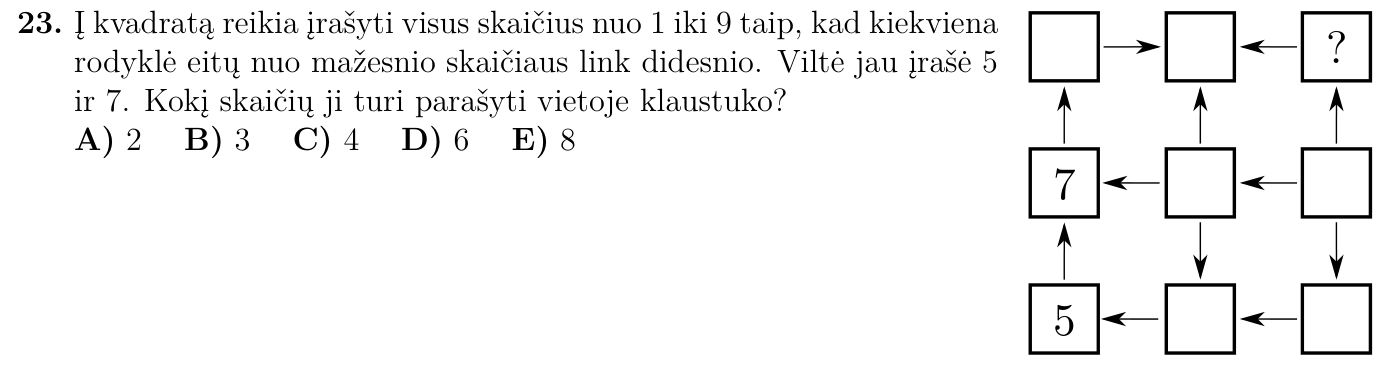 23. Į kvadratą reikia įrašyti visus skaičius nuo 1 iki 9 taip, kad kiekviena
rodyklė eitų nuo mažesnio skaičiaus link didesnio. Viltė jau įrašė 5
ir 7. Kokį skaičių ji turi parašyti vietoje klaustuko?
A) 2 B) 3 C) 4 D) 6 E) 8
?
7
5